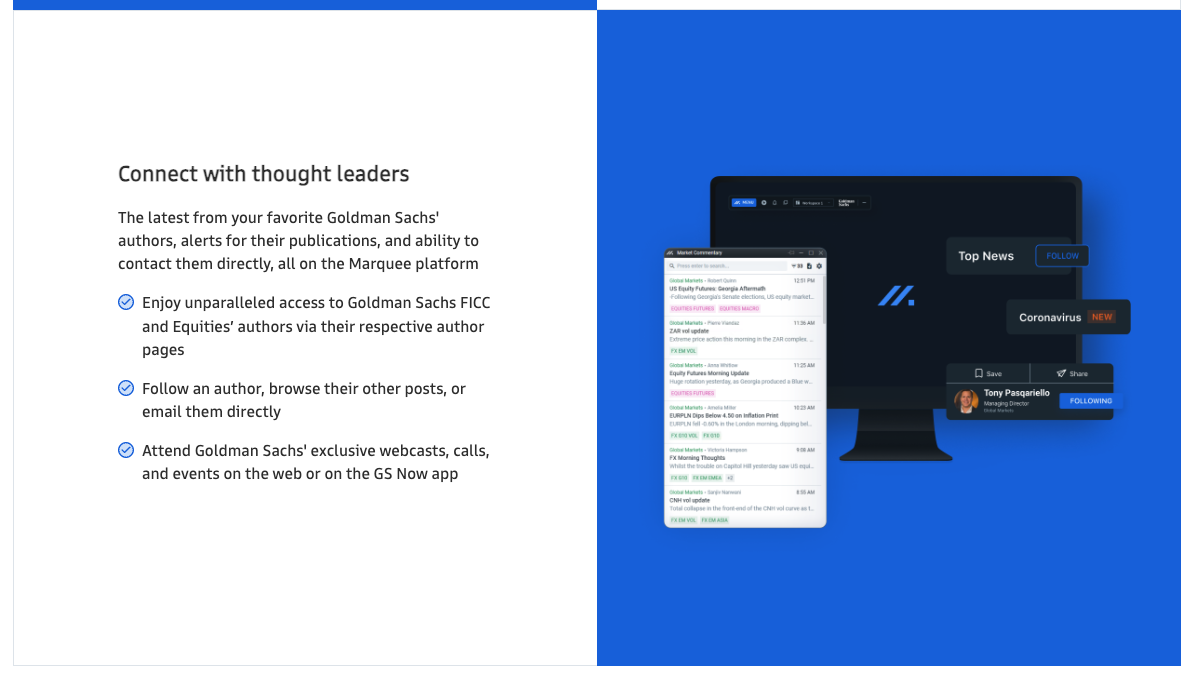 Connect with thought leaders
The latest from your favorite Goldman Sachs'
authors, alerts for their publications, and ability to
contact them directly, all on the Marquee platform
Enjoy unparalleled access to Goldman Sachs FICC
and Equities’ authors via their respective author
pages
Follow an author, browse their other posts, or
email them directly
Attend Goldman Sachs' exclusive webcasts, calls,
and events on the web or on the GS Now app
MENU
Workspace 1
Goldman
Sachs
Market Commentary
Press enter to search...
33
Global Markets - Robert Quinn 12:51 PM
US Equity Futures: Georgia Aftermath
Following Georgia's Senate elections, US equity market...
EQUITIES FUTURES EQUITIES MACRO
Global Markets - Pierre 11:36 AM
ZAR vol update
Extreme price action this morning in the ZAR complex. ...
FX EM VOL
Global Markets - Anna 11:25 AM
Equity Futures Morning Update
Huge rotation yesterday, as Georgia produced a Blue w...
EQUITIES FUTURES
Global Markets - Amelia Miller 10:23 AM
EURPLN Dips Below 4.50 on Inflation Print
EURPLN fell -0.60% in the London morning, dipping bel...
FX G10 VOL FX G10
Global Markets - Victoria Hampson 9:08 AM
FX Morning Thoughts
Whilst the trouble on Capitol Hill yesterday saw US equi...
FX G10 FX EM EMEA +2
Global Markets - Sanjiv Nanwani 8:55 AM
CNH vol update
Total collapse in the front-end of the CNH vol curve as t...
FX EM VOL FX EM ASIA
Top News FOLLOW
Coronavirus NEW
Save Share
Tony Pasqariello
Managing Director
Global Markets
FOLLOWING